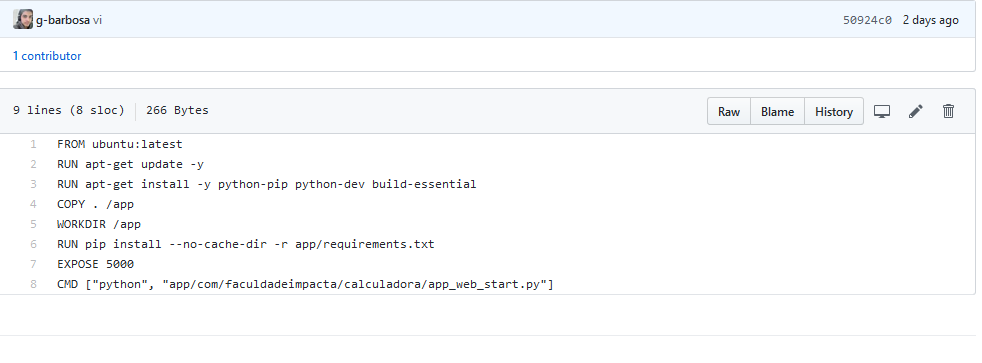 g-barbosa vi 50924c0 2 days ago
1 contributor
9 lines (8 sloc) 266 Bytes Raw Blame History
1 FROM ubuntu:latest
2 RUN apt-get update -y
3 RUN apt-get install -y python-pip python-dev build-essential
4 COPY . /app
5 WORKDIR /app
6 RUN pip install --no-cache-dir -r app/requirements.txt
7 EXPOSE 5000
8 CMD ["python", "app/com/faculdadeimpacta/calculadora/app_web_start.py"]